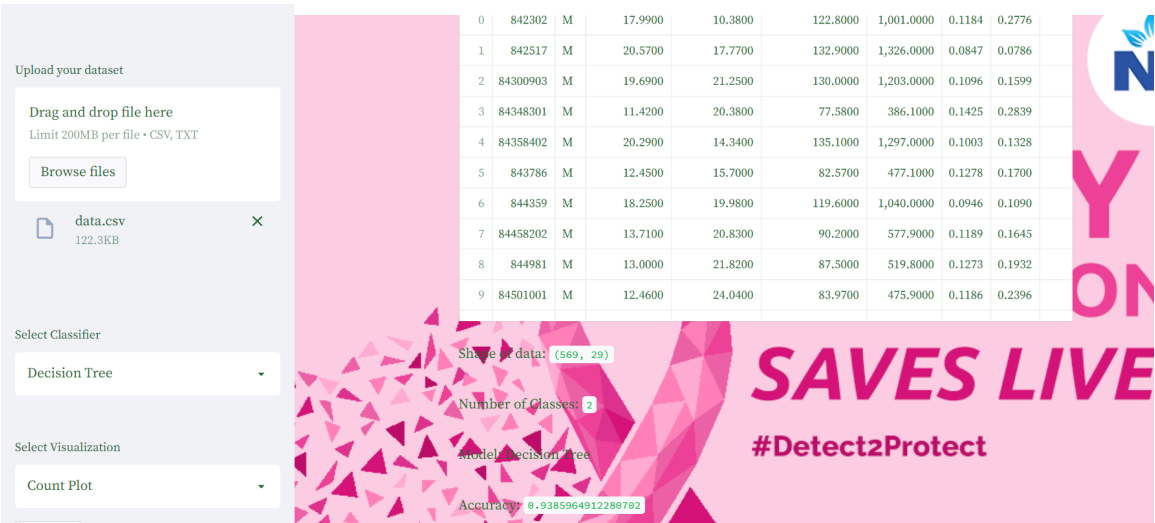 Upload your dataset
Drag and drop file here
Limit 200MB per file • CSV, TXT
Browse files
data.csv
122.3KB
Select Classifier
Decision Tree
Select Visualization
Count Plot
0 842302 M 17.9900 10.3800 122.8000 1,001.0000 0.1184 0.2776
1 842517 M 20.5700 17.7700 132.9000 1,326.0000 0.0847 0.0786
2 84300903 M 19.6900 21.2500 130.0000 1,203.0000 0.1096 0.1599
3 84348301 M 11.4200 20.3800 77.5800 386.1000 0.1425 0.2839
4 84358402 M 20.2900 14.3400 135.1000 1,297.0000 0.1003 0.1328
5 843786 M 12.4500 15.7000 82.5700 477.1000 0.1278 0.1700
6 844359 M 18.2500 19.9800 119.6000 1,040.0000 0.0946 0.1090
7 84458202 M 13.7100 20.8300 90.2000 577.9000 0.1189 0.1645
8 844981 M 13.0000 21.8200 87.5000 519.8000 0.1273 0.1932
9 84501001 M 12.4600 24.0400 83.9700 475.9000 0.1186 0.2396
Shape of data: (569, 29)
Number of Classes: 2
Model: Decision Tree
Accuracy: 0.9385964912280702
N
Y
ON
SAVES LIVE
#Detect2Protect